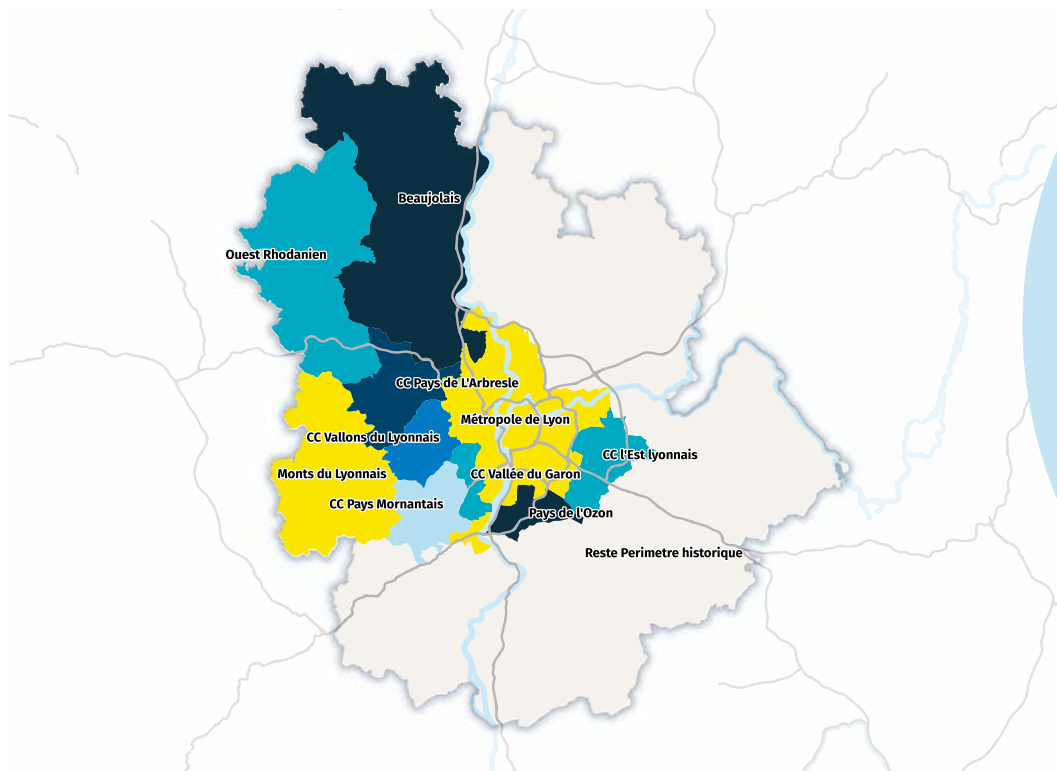 Beaujolais
Ouest Rhodanien
CC Pays de L'Arbresle
Métropole de Lyon
CC Vallons du Lyonnais
CC l'Est lyonnais
Monts du Lyonnais
CC Vallée du Garon
CC Pays Mornantais
Pays de l'Ozon
Reste Perimetre historique